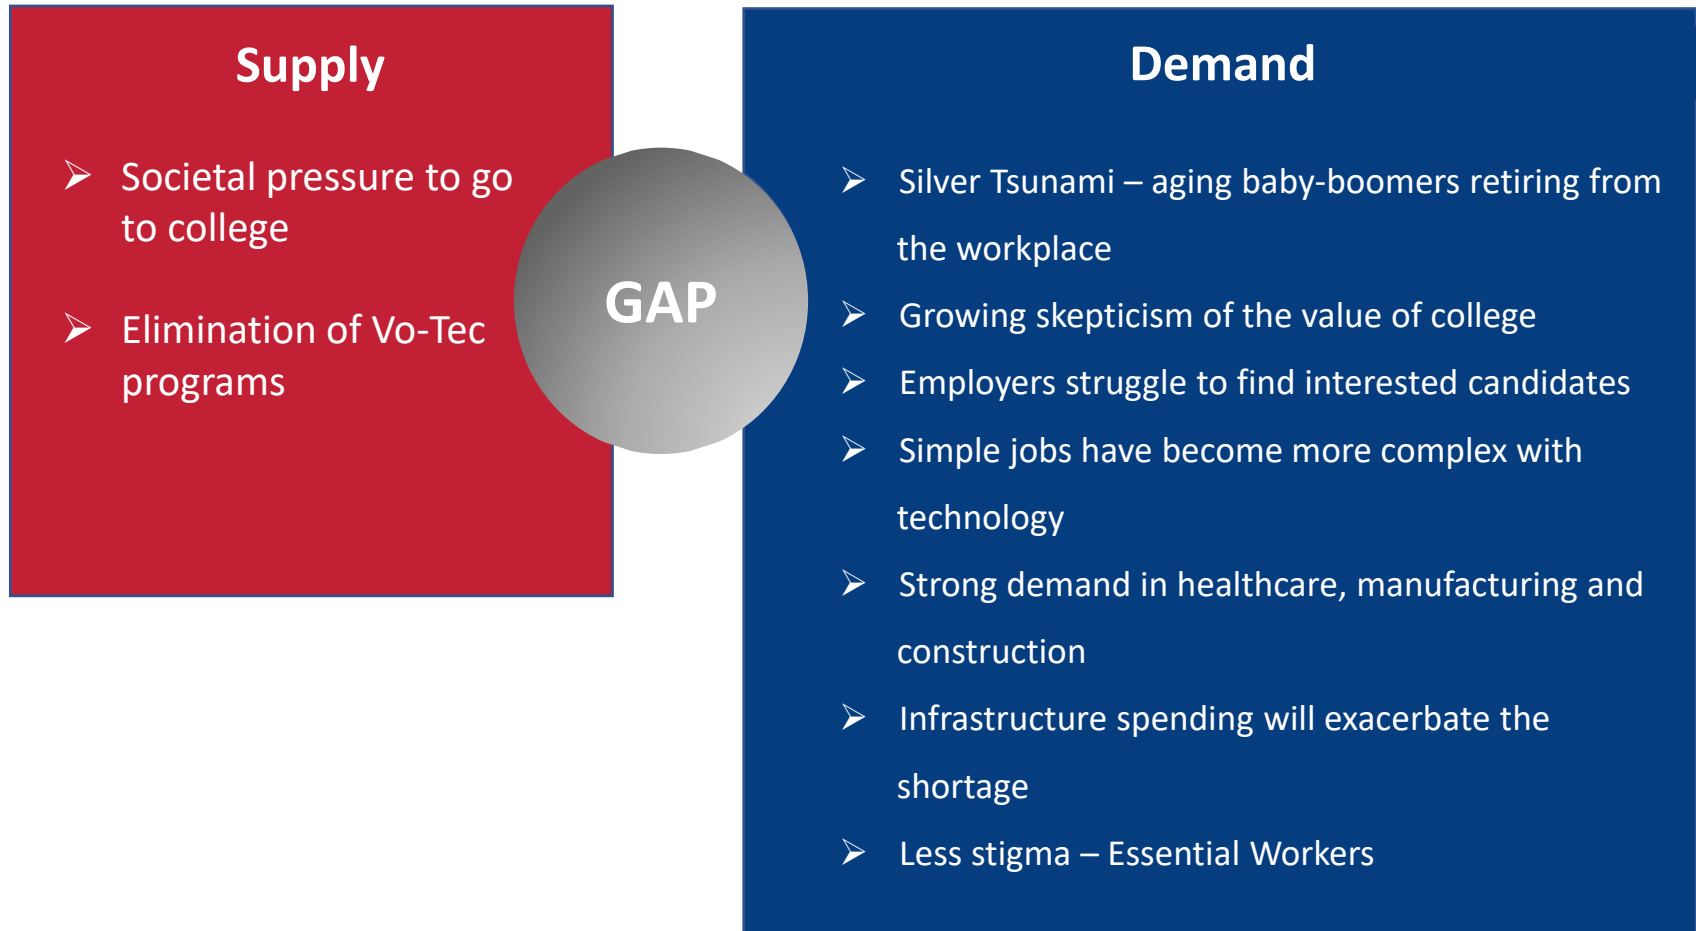 Supply
➢ Societal pressure to go
to college
➢ Elimination of Vo-Tec
programs
GAP
Demand
➢ Silver Tsunami – aging baby-boomers retiring from
the workplace
➢ Growing skepticism of the value of college
➢ Employers struggle to find interested candidates
➢ Simple jobs have become more complex with
technology
➢ Strong demand in healthcare, manufacturing and
construction
➢ Infrastructure spending will exacerbate the
shortage
➢ Less stigma – Essential Workers